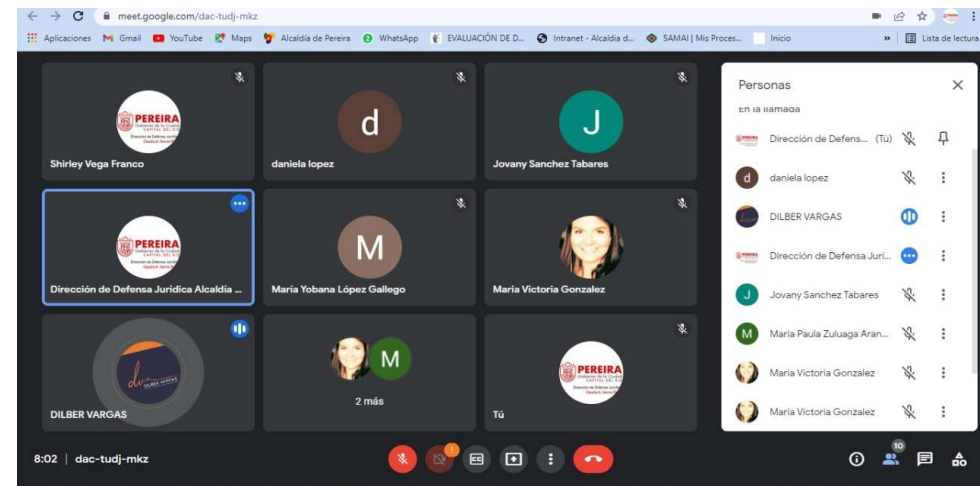 meet.google.com/dac-tudj-mkz
Aplicaciones
Gmail
YouTube
Maps
Alcaldía de Pereira
WhatsApp
EVALUACIÓN DE D...
Intranet - Alcaldía d...
SAMAI | Mis Proces...
Inicio
»
Lista de lectura
PEREIRA
Shirley Vega Franco
d
daniela lopez
J
Jovany Sanchez Tabares
PEREIRA
Dirección de Defensa Jurídica Alcaldía ...
M
Maria Yobana López Gallego
Maria Victoria Gonzalez
DILBER VARGAS
DILBER VARGAS
M
2 más
PEREIRA
Tú
Personas
En la llamada
Dirección de Defens... (Tú)
d
daniela lopez
DILBER VARGAS
Dirección de Defensa Jurí...
J
Jovany Sanchez Tabares
M
María Paula Zuluaga Aran...
Maria Victoria Gonzalez
Maria Victoria Gonzalez
8:02 | dac-tudj-mkz
CC
10